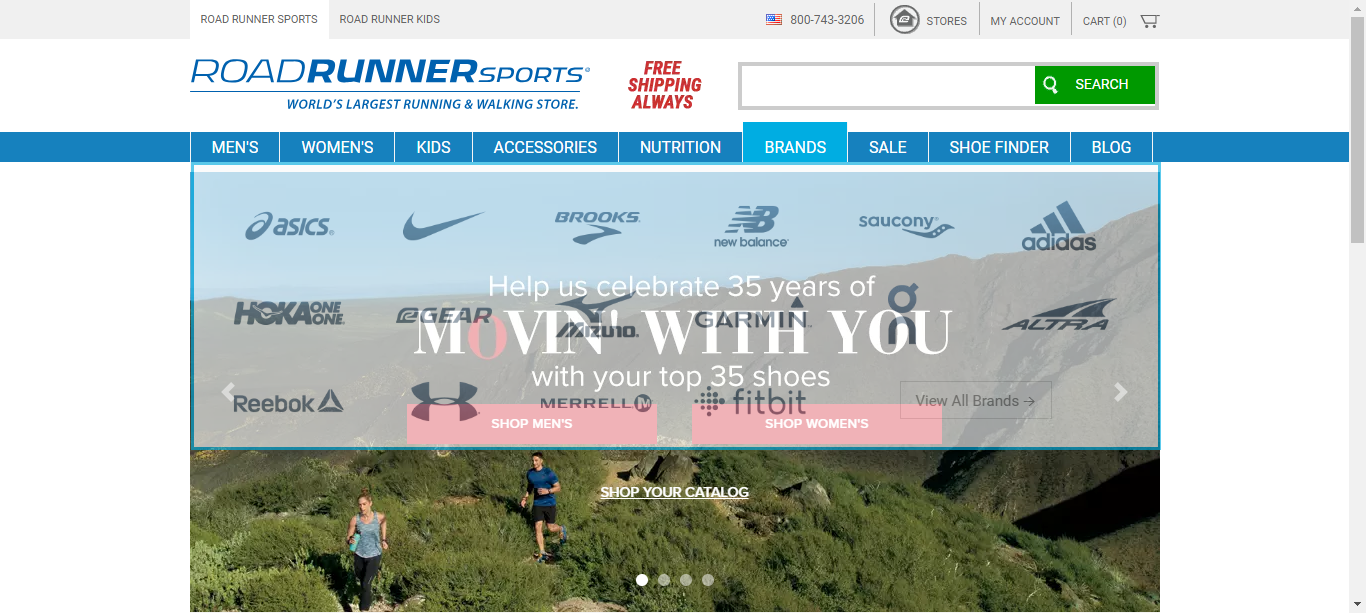 ROAD RUNNER SPORTS
ROAD RUNNER KIDS
800-743-3206
STORES
MY ACCOUNT
CART (0)
ROADRUNNERSPORTS®
WORLD'S LARGEST RUNNING & WALKING STORE.
FREE
SHIPPING
ALWAYS
SEARCH
MEN'S
WOMEN'S
KIDS
ACCESSORIES
NUTRITION
BRANDS
SALE
SHOE FINDER
BLOG
asics
BROOKS
NB
new balance
saucony
adidas
Help us celebrate 35 years of
HOKA ONE ONE
GEAR
MIZUNO
GARMIN
On
ALTRA
MOVIN' WITH YOU
with your top 35 shoes
Reebok
MERRELL M
fitbit
View All Brands →
SHOP MEN'S
SHOP WOMEN'S
SHOP YOUR CATALOG